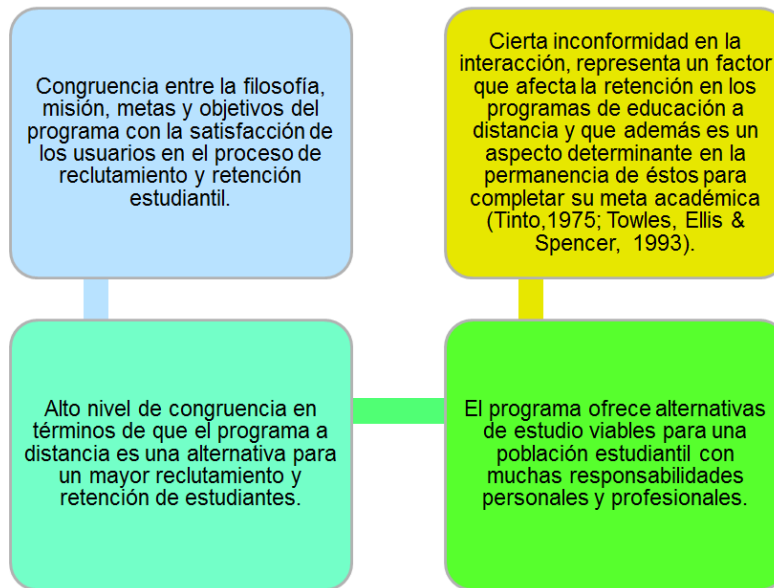 Congruencia entre la filosofía,
misión, metas y objetivos del
programa con la satisfacción de
los usuarios en el proceso de
reclutamiento y retención
estudiantil.
Alto nivel de congruencia en
términos de que el programa a
distancia es una alternativa para
un mayor reclutamiento y
retención de estudiantes.
El programa ofrece alternativas
de estudio viables para una
población estudiantil con
muchas responsabilidades
personales y profesionales.
Cierta inconformidad en la
interacción, representa un factor
que afecta la retención en los
programas de educación a
distancia y que además es un
aspecto determinante en la
permanencia de éstos para
completar su meta académica
(Tinto,1975; Towles, Ellis &
Spencer, 1993).